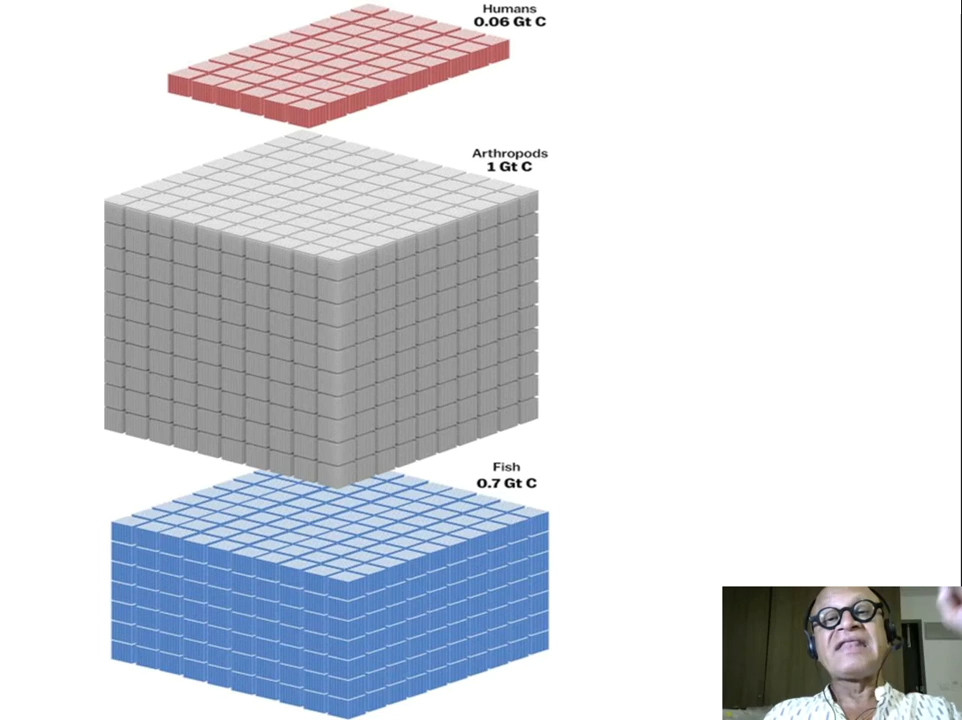 Humans
0.06 Gt C
Arthropods
1 Gt C
Fish
0.7 Gt C